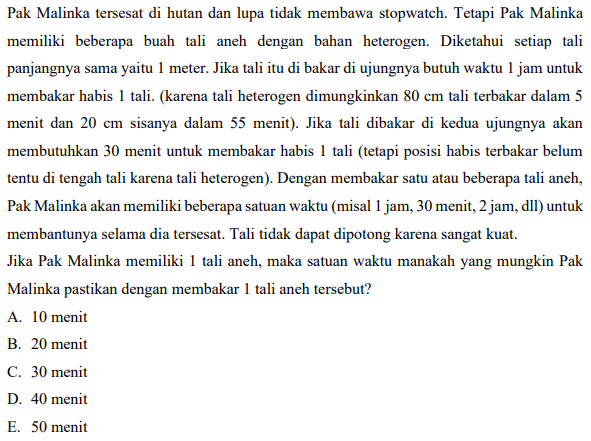 Pak Malinka tersesat di hutan dan lupa tidak membawa stopwatch. Tetapi Pak Malinka
memiliki beberapa buah tali aneh dengan bahan heterogen. Diketahui setiap tali
panjangnya sama yaitu 1 meter. Jika tali itu di bakar di ujungnya butuh waktu 1 jam untuk
membakar habis 1 tali. (karena tali heterogen dimungkinkan 80 cm tali terbakar dalam 5
menit dan 20 cm sisanya dalam 55 menit). Jika tali dibakar di kedua ujungnya akan
membutuhkan 30 menit untuk membakar habis 1 tali (tetapi posisi habis terbakar belum
tentu di tengah tali karena tali heterogen). Dengan membakar satu atau beberapa tali aneh,
Pak Malinka akan memiliki beberapa satuan waktu (misal 1 jam, 30 menit, 2 jam, dll) untuk
membantunya selama dia tersesat. Tali tidak dapat dipotong karena sangat kuat.
Jika Pak Malinka memiliki 1 tali aneh, maka satuan waktu manakah yang mungkin Pak
Malinka pastikan dengan membakar 1 tali aneh tersebut?
A. 10 menit
B. 20 menit
C. 30 menit
D. 40 menit
E. 50 menit